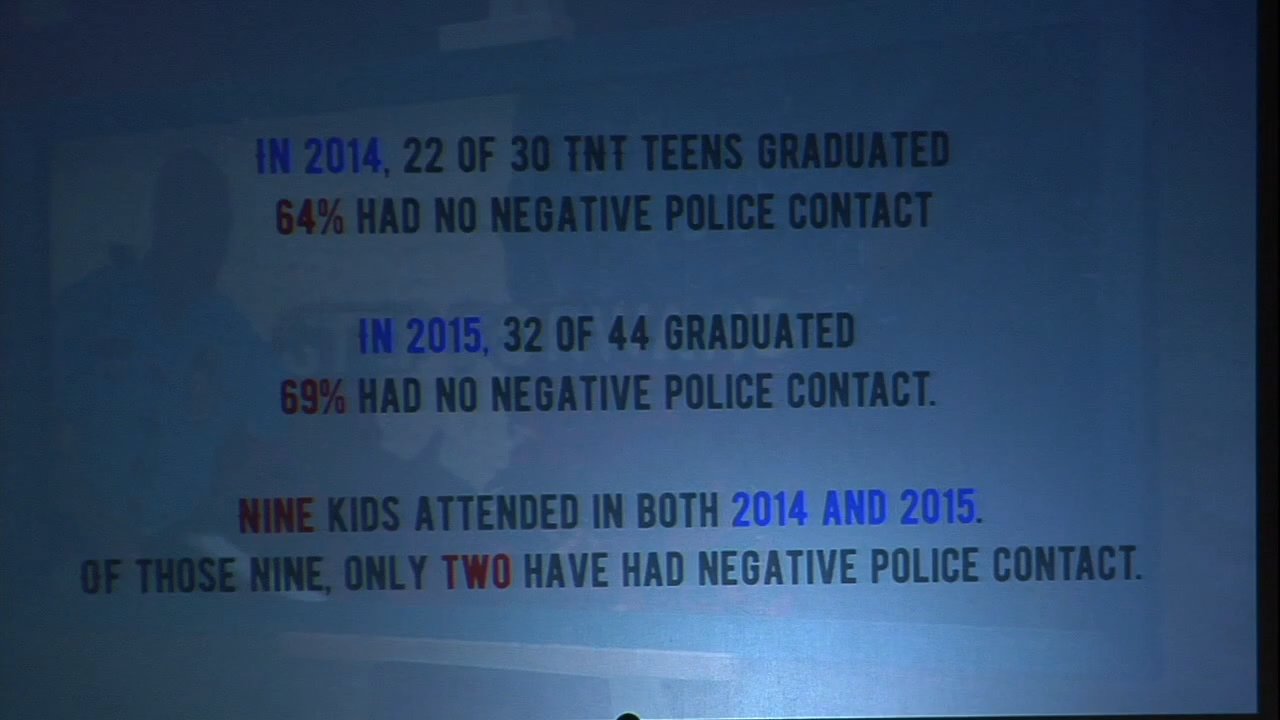 IN 2014, 22 OF 30 TNT TEENS GRADUATED
64% HAD NO NEGATIVE POLICE CONTACT
IN 2015, 32 OF 44 GRADUATED
69% HAD NO NEGATIVE POLICE CONTACT.
NINE KIDS ATTENDED IN BOTH 2014 AND 2015.
OF THOSE NINE, ONLY TWO HAVE HAD NEGATIVE POLICE CONTACT.